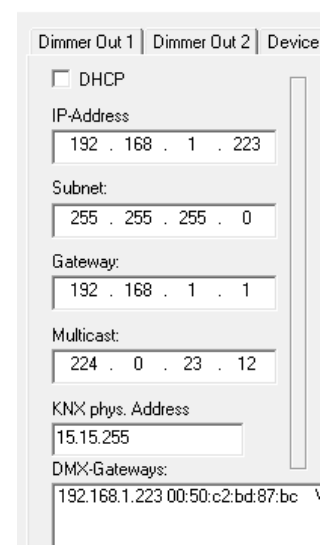 Dimmer Out 1 Dimmer Out 2 Device
DHCP
IP-Address
192 . 168 . 1 . 223
Subnet:
255 . 255 . 255 . 0
Gateway:
192 . 168 . 1 . 1
Multicast:
224 . 0 . 23 . 12
KNX phys. Address
15.15.255
DMX-Gateways:
192.168.1.223 00:50:c2:bd:87:bc